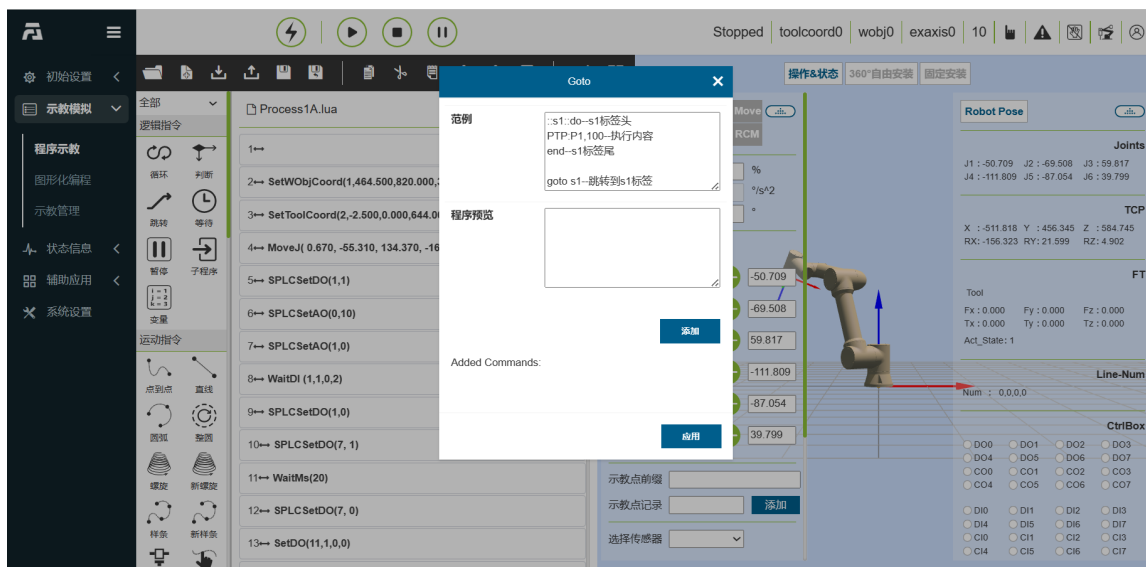 Stopped toolcoord0 wobj0 exaxis0 10
初始设置
示教模拟
程序示教
图形化编程
示教管理
状态信息
辅助应用
系统设置
全部
逻辑指令
循环 判断
跳转 等待
暂停 子程序
变量
运动指令
点到点 直线
圆弧 整圆
螺旋 新螺旋
样条 新样条
Process1A.lua
1
2 SetWObjCoord(1,464.500,820.000,
3 SetToolCoord(2,-2.500,0.000,644.0
4 MoveJ( 0.670, -55.310, 134.370, -16
5 SPLCSetDO(1,1)
6 SPLCSetAO(0,10)
7 SPLCSetAO(1,0)
8 WaitDI (1,1,0,2)
9 SPLCSetDO(1,0)
10 SPLCSetDO(7, 1)
11 WaitMs(20)
12 SPLCSetDO(7, 0)
13 SetDO(11,1,0,0)
Goto
范例
::s1::do--s1标签头
PTP:P1,100--执行内容
end--s1标签尾
goto s1--跳转到s1标签
程序预览
添加
Added Commands:
应用
操作&状态 360°自由安装 固定安装
Move
RCM
%
°/s^2
°
-50.709
-69.508
59.817
-111.809
-87.054
39.799
示教点前缀
示教点记录 添加
选择传感器
Robot Pose
Joints
J1 : -50.709 J2 : -69.508 J3 : 59.817
J4 : -111.809 J5 : -87.054 J6 : 39.799
TCP
X : -511.818 Y : 456.345 Z : 584.745
RX: -156.323 RY: 21.599 RZ: 4.902
FT
Tool
Fx : 0.000 Fy : 0.000 Fz : 0.000
Tx : 0.000 Ty : 0.000 Tz : 0.000
Act_State: 1
Line-Num
Num : 0,0,0,0
CtrlBox
DO0 DO1 DO2 DO3
DO4 DO5 DO6 DO7
CO0 CO1 CO2 CO3
CO4 CO5 CO6 CO7
DI0 DI1 DI2 DI3
DI4 DI5 DI6 DI7
CI0 CI1 CI2 CI3
CI4 CI5 CI6 CI7